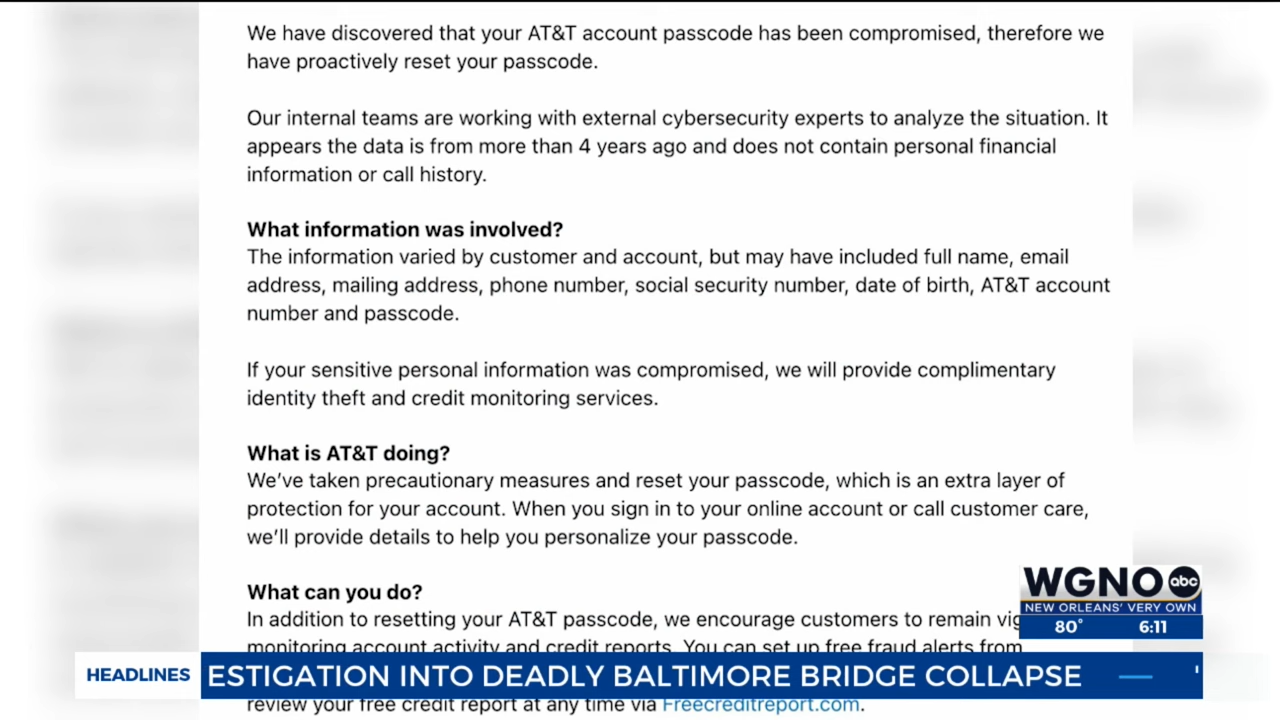 We have discovered that your AT&T account passcode has been compromised, therefore we
have proactively reset your passcode.
Our internal teams are working with external cybersecurity experts to analyze the situation. It
appears the data is from more than 4 years ago and does not contain personal financial
information or call history.
What information was involved?
The information varied by customer and account, but may have included full name, email
address, mailing address, phone number, social security number, date of birth, AT&T account
number and passcode.
If your sensitive personal information was compromised, we will provide complimentary
identity theft and credit monitoring services.
What is AT&T doing?
We've taken precautionary measures and reset your passcode, which is an extra layer of
protection for your account. When you sign in to your online account or call customer care,
we'll provide details to help you personalize your passcode.
What can you do?
In addition to resetting your AT&T passcode, we encourage customers to remain
monitoring account activity and credit reports. You can set up free fraud alerts from
review your free credit report at any time via Freecreditreport.com.
WGNO abc
NEW ORLEANS' VERY OWN
80° 6:11
HEADLINES ESTIGATION INTO DEADLY BALTIMORE BRIDGE COLLAPSE —